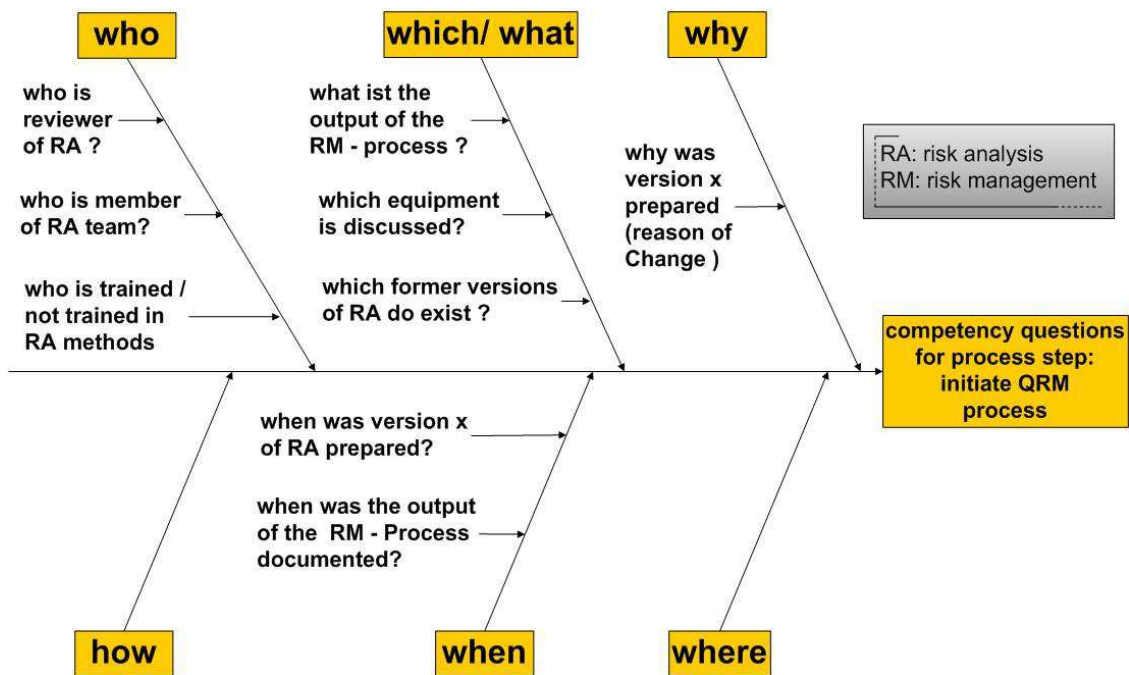 who
which/ what
why
who is
reviewer
of RA ?
who is member
of RA team?
who is trained /
not trained in
RA methods
what ist the
output of the
RM - process ?
which equipment
is discussed?
which former versions
of RA do exist ?
why was
version x
prepared
(reason of
Change )
RA: risk analysis
RM: risk management
competency questions
for process step:
initiate QRM
process
when was version x
of RA prepared?
when was the output
of the RM - Process
documented?
how
when
where